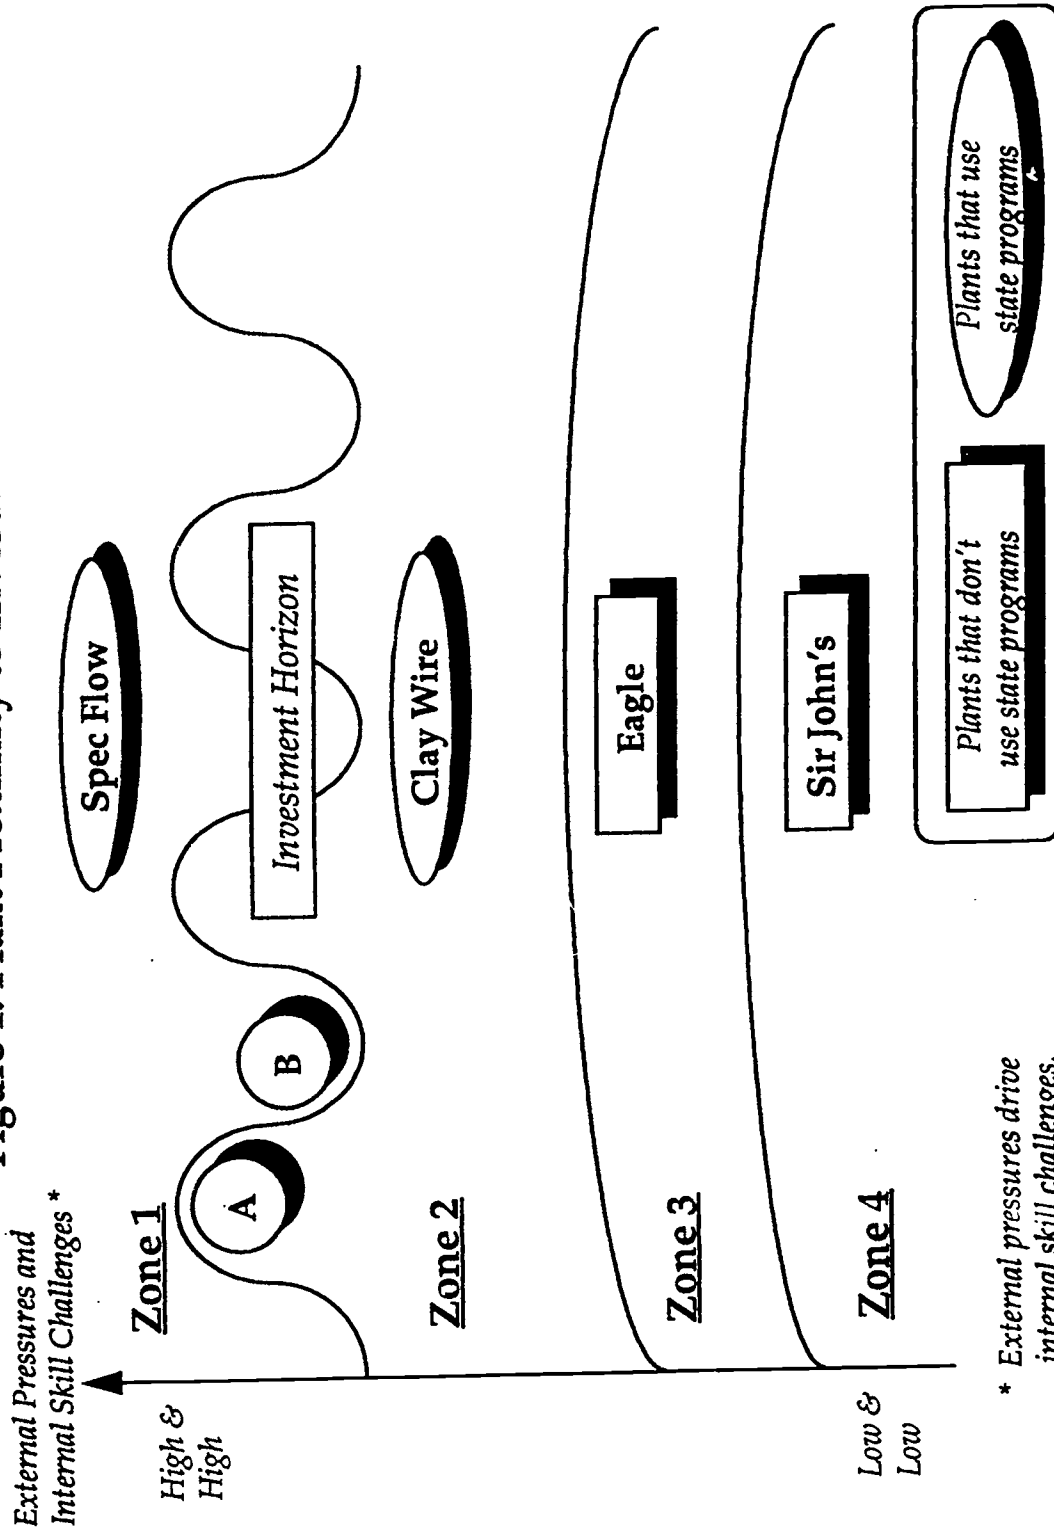 External Pressures and
Internal Skill Challenges *
High &
High
Zone 1
Spec Flow
A
B
Investment Horizon
Zone 2
Clay Wire
Zone 3
Eagle
Zone 4
Sir John's
Low &
Low
* External pressures drive
internal skill challenges.
Plants that don't
use state programs
Plants that use
state programs